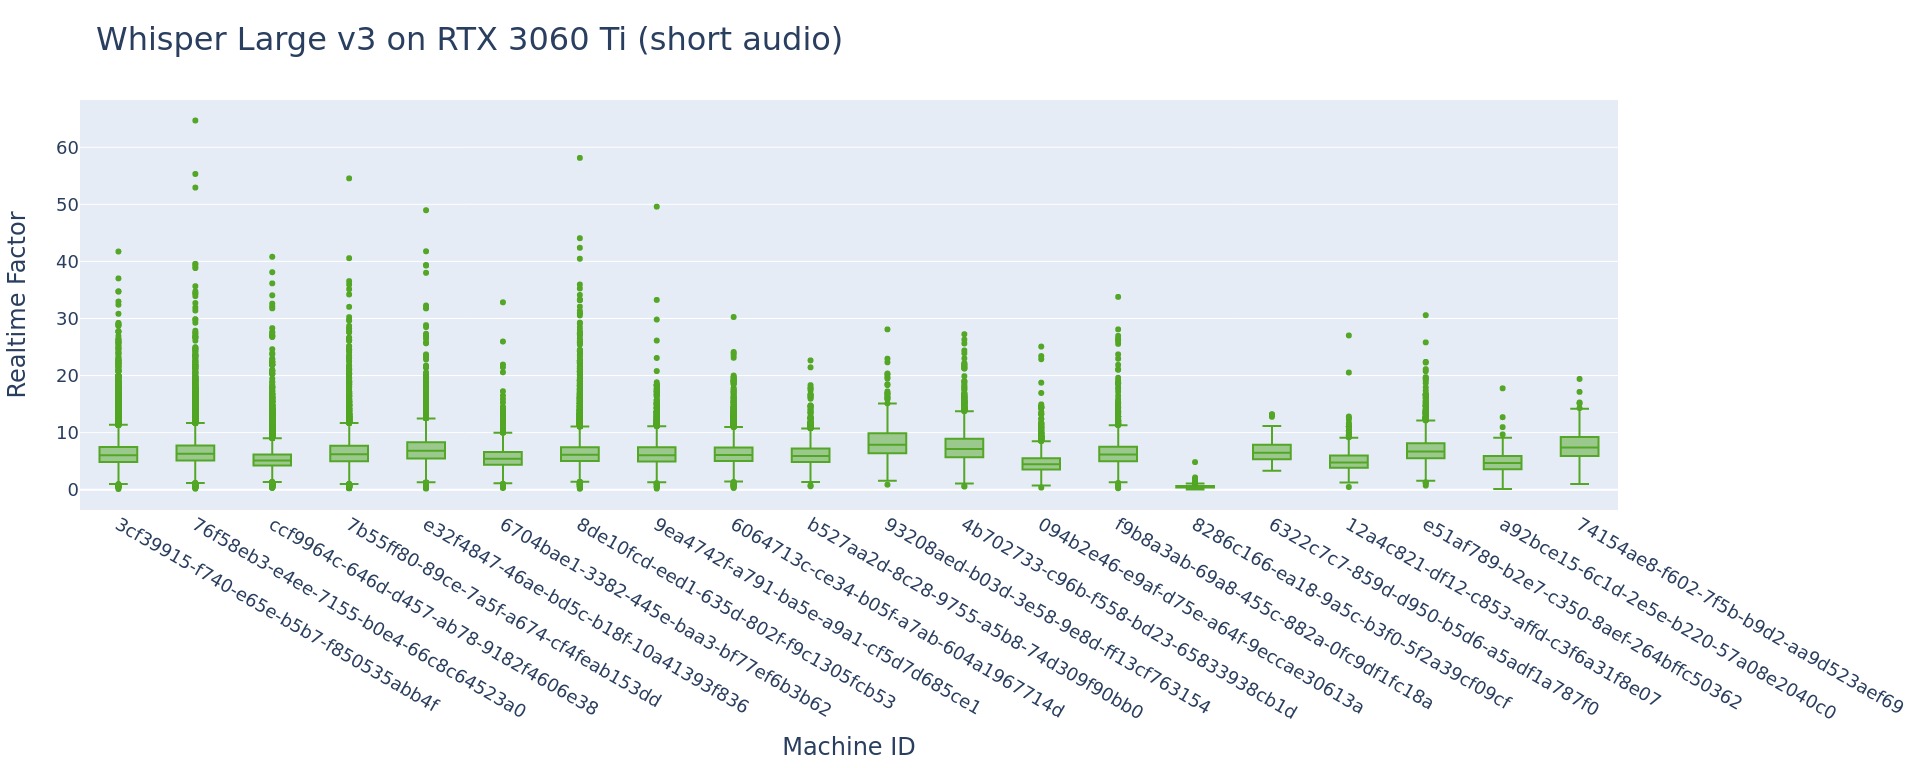 Whisper Large v3 on RTX 3060 Ti (short audio)
Realtime Factor
60
50
40
30
20
10
0
3cf39915-f740-e65e-b5b7-f85035abb4f
76f58eb3-e4ee-7155-b0e4-66c8c64523a0
ccf9964c-646d-d457-ab78-9182f4606e38
7b55ff80-89ce-7a5f-a674-cf4feab153dd
e32f4847-46ae-bd5c-b18f-10a41393f836
6704bae1-3382-445e-baa3-bf77ef6b3b62
8de10fcd-eed1-635d-802f-f9c1305fcb53
9ea4742f-a791-ba5e-a9a1-cf5d7d685ce1
6064713c-ce34-b05f-a7ab-604a1967714d
b527aa2d-8c28-9755-a5b8-74d309f90bb0
93208aed-b03d-3e58-9e8d-ff13cf763154
4b702733-c96b-f558-bd23-65833938cb1d
094b2e46-e9af-d75e-a64f-9eccae30613a
f9b8a3ab-69a8-455c-882a-0fc9df1fc18a
8286c166-ea18-9a5c-b3f0-5f2a39cf09cf
6322c7c7-859d-d950-b5d6-a5adf1a787f0
12a4c821-df12-c853-affd-c3f6a31f8e07
e51af789-b2e7-c350-8aef-264bffc50362
a92bce15-6c1d-2e5e-b220-57a08e2040c0
74154ae8-f602-7f5b-b9d2-aa9d523aef69
Machine ID